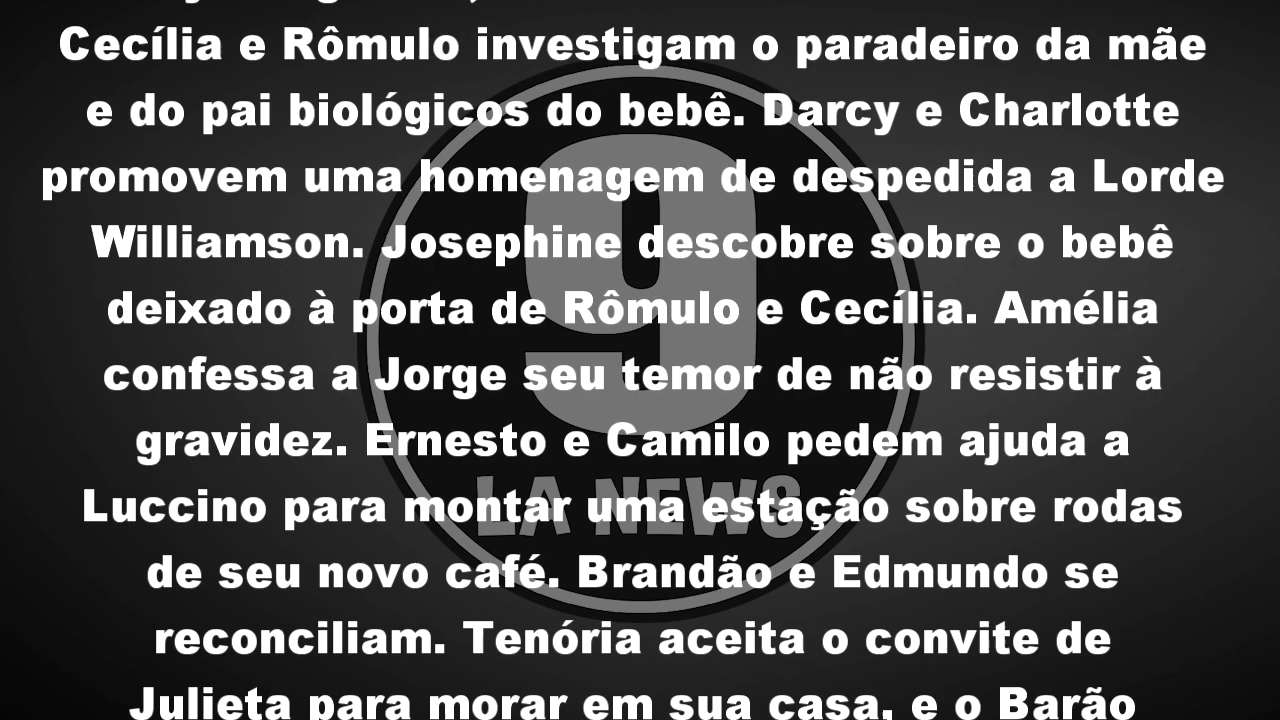 Cecília e Rômulo investigam o paradeiro da mãe
e do pai biológicos do bebê. Darcy e Charlotte
promovem uma homenagem de despedida a Lorde
Williamson. Josephine descobre sobre o bebê
deixado à porta de Rômulo e Cecília. Amélia
confessa a Jorge seu temor de não resistir à
gravidez. Ernesto e Camilo pedem ajuda a
Luccino para montar uma estação sobre rodas
de seu novo café. Brandão e Edmundo se
reconciliam. Tenória aceita o convite de
Julieta para morar em sua casa, e o Barão
9
LA NEWS